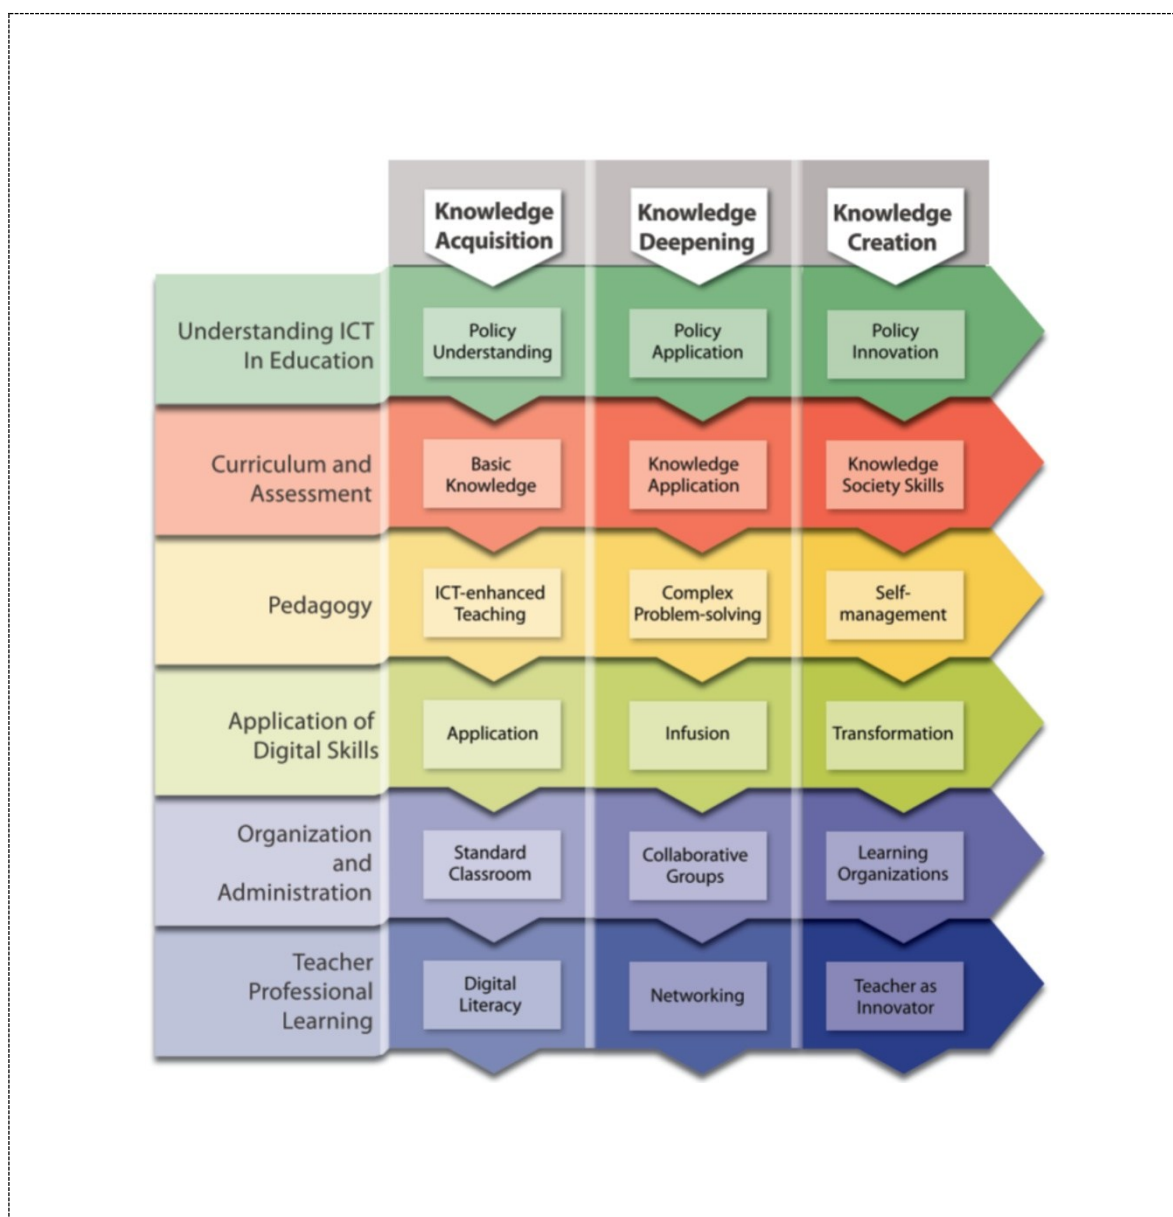 Knowledge
Acquisition
Knowledge
Deepening
Knowledge
Creation
Understanding ICT
In Education
Policy
Understanding
Policy
Application
Policy
Innovation
Curriculum and
Assessment
Basic
Knowledge
Knowledge
Application
Knowledge
Society Skills
Pedagogy
ICT-enhanced
Teaching
Complex
Problem-solving
Self-
management
Application of
Digital Skills
Application
Infusion
Transformation
Organization
and
Administration
Standard
Classroom
Collaborative
Groups
Learning
Organizations
Teacher
Professional
Learning
Digital
Literacy
Networking
Teacher as
Innovator